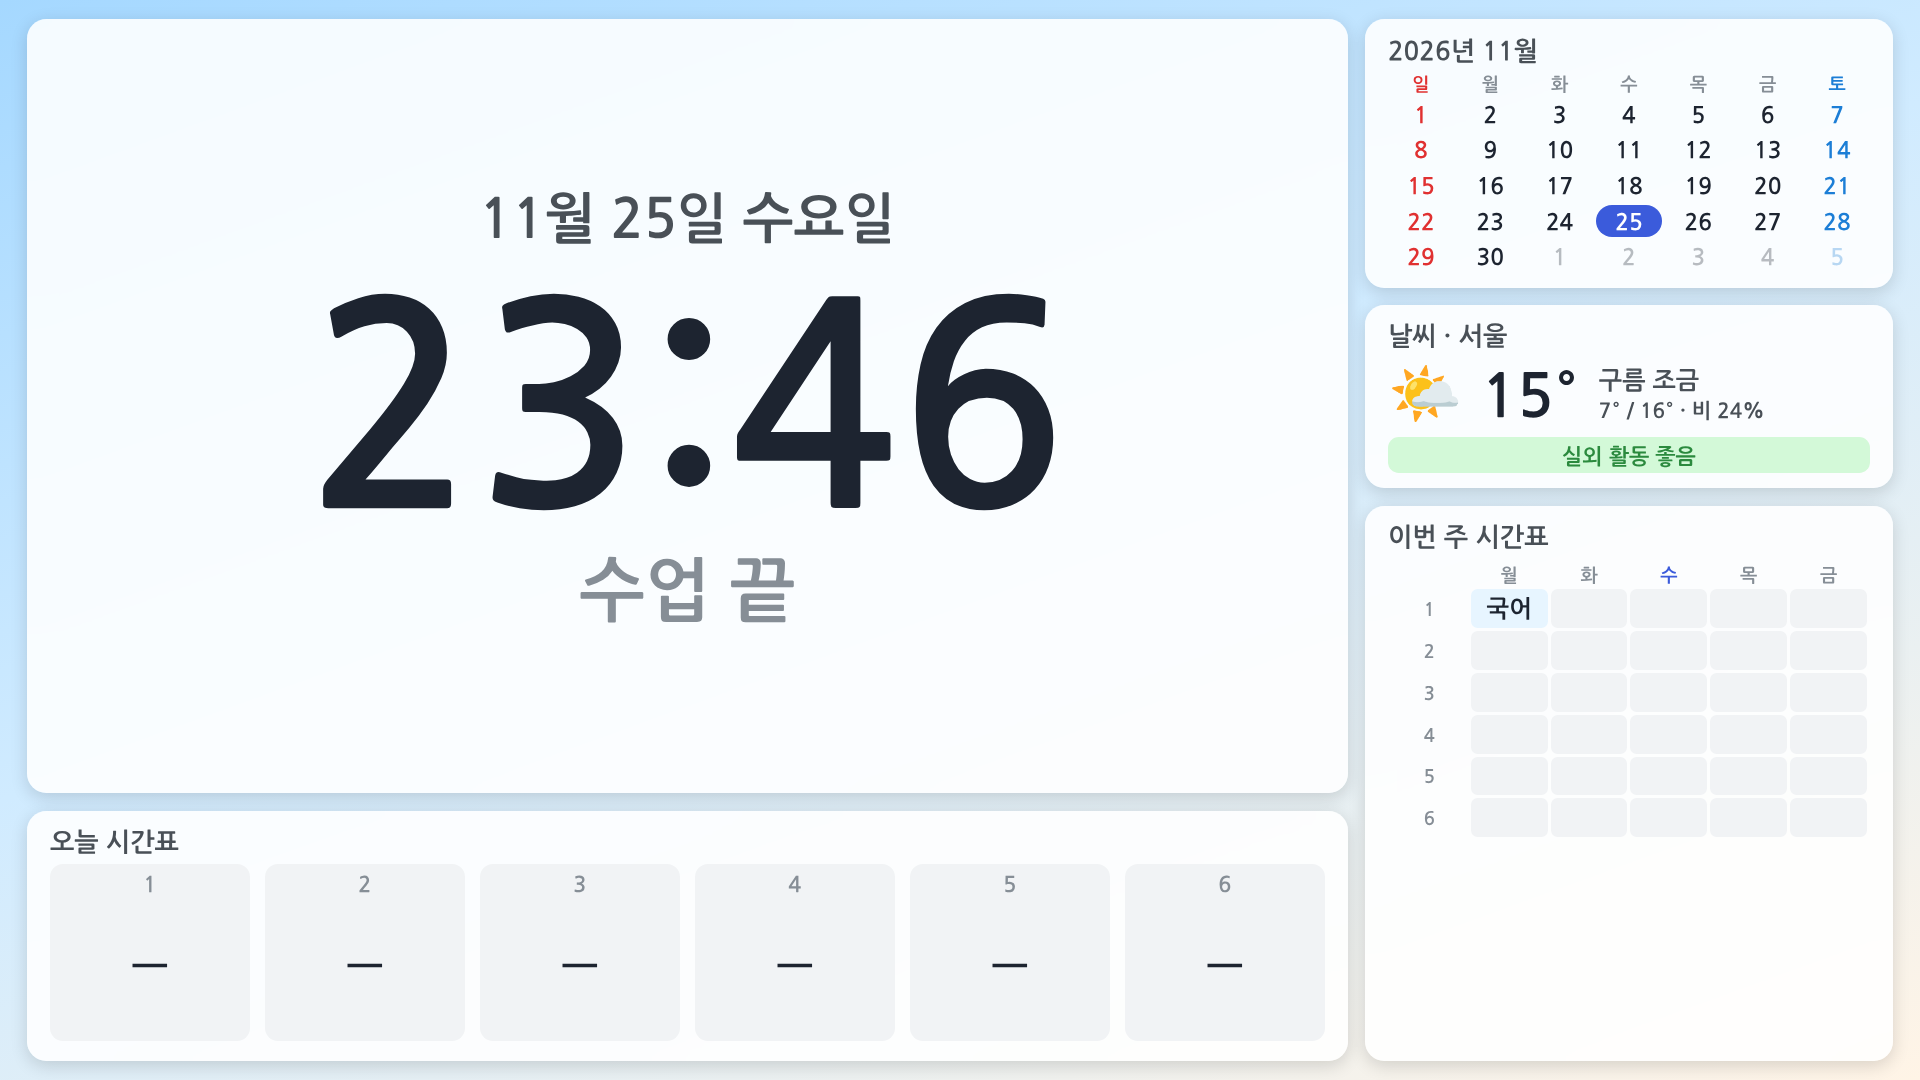 11월 25일 수요일
23:46
수업 끝
오늘 시간표
1 2 3 4 5 6
— — — — — —
2026년 11월
일 월 화 수 목 금 토
1 2 3 4 5 6 7
8 9 10 11 12 13 14
15 16 17 18 19 20 21
22 23 24 25 26 27 28
29 30 1 2 3 4 5
날씨 · 서울
15°
구름 조금
7° / 16° · 비 24%
실외 활동 좋음
이번 주 시간표
월 화 수 목 금
1 국어
2
3
4
5
6